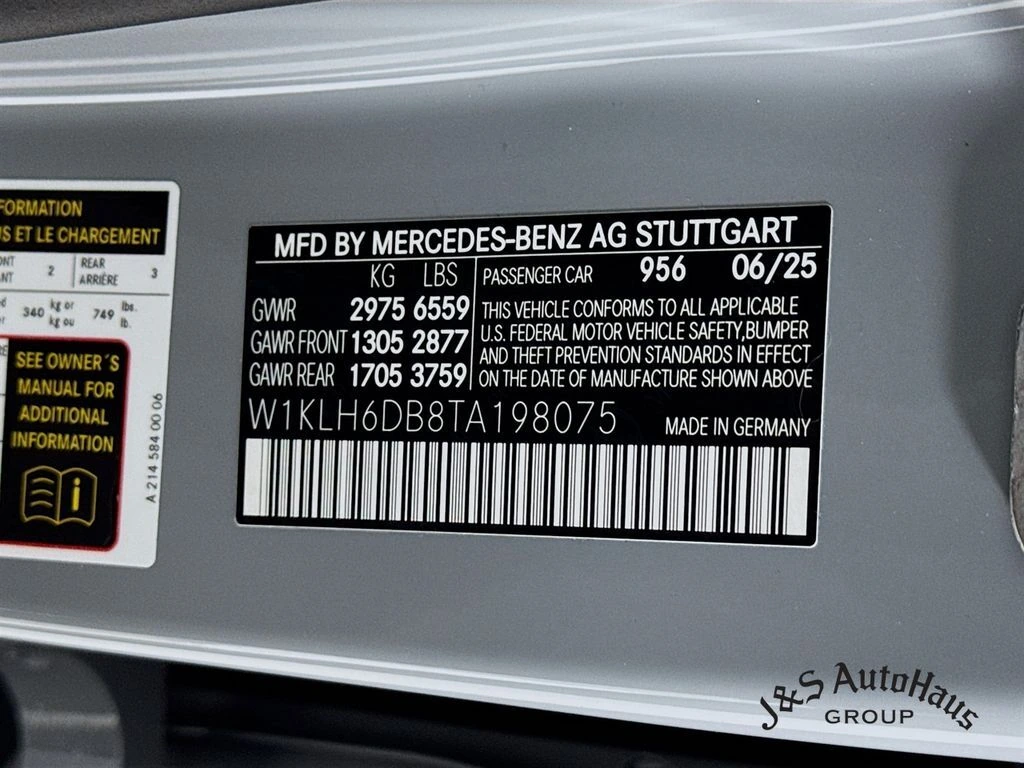 FORMATION
US ET LE CHARGEMENT
2
REAR
ARRIÈRE
3
340 kg or
kg ou
749 lbs.
lb.
SEE OWNER´S
MANUAL FOR
ADDITIONAL
INFORMATION
i
A 214 584 00 06
MFD BY MERCEDES-BENZ AG STUTTGART
KG LBS
GVWR 2975 6559
GAWR FRONT 1305 2877
GAWR REAR 1705 3759
PASSENGER CAR 956 06/25
THIS VEHICLE CONFORMS TO ALL APPLICABLE
U.S. FEDERAL MOTOR VEHICLE SAFETY,BUMPER
AND THEFT PREVENTION STANDARDS IN EFFECT
ON THE DATE OF MANUFACTURE SHOWN ABOVE
W1KLH6DB8TA198075
MADE IN GERMANY
J&S AutoHaus
GROUP